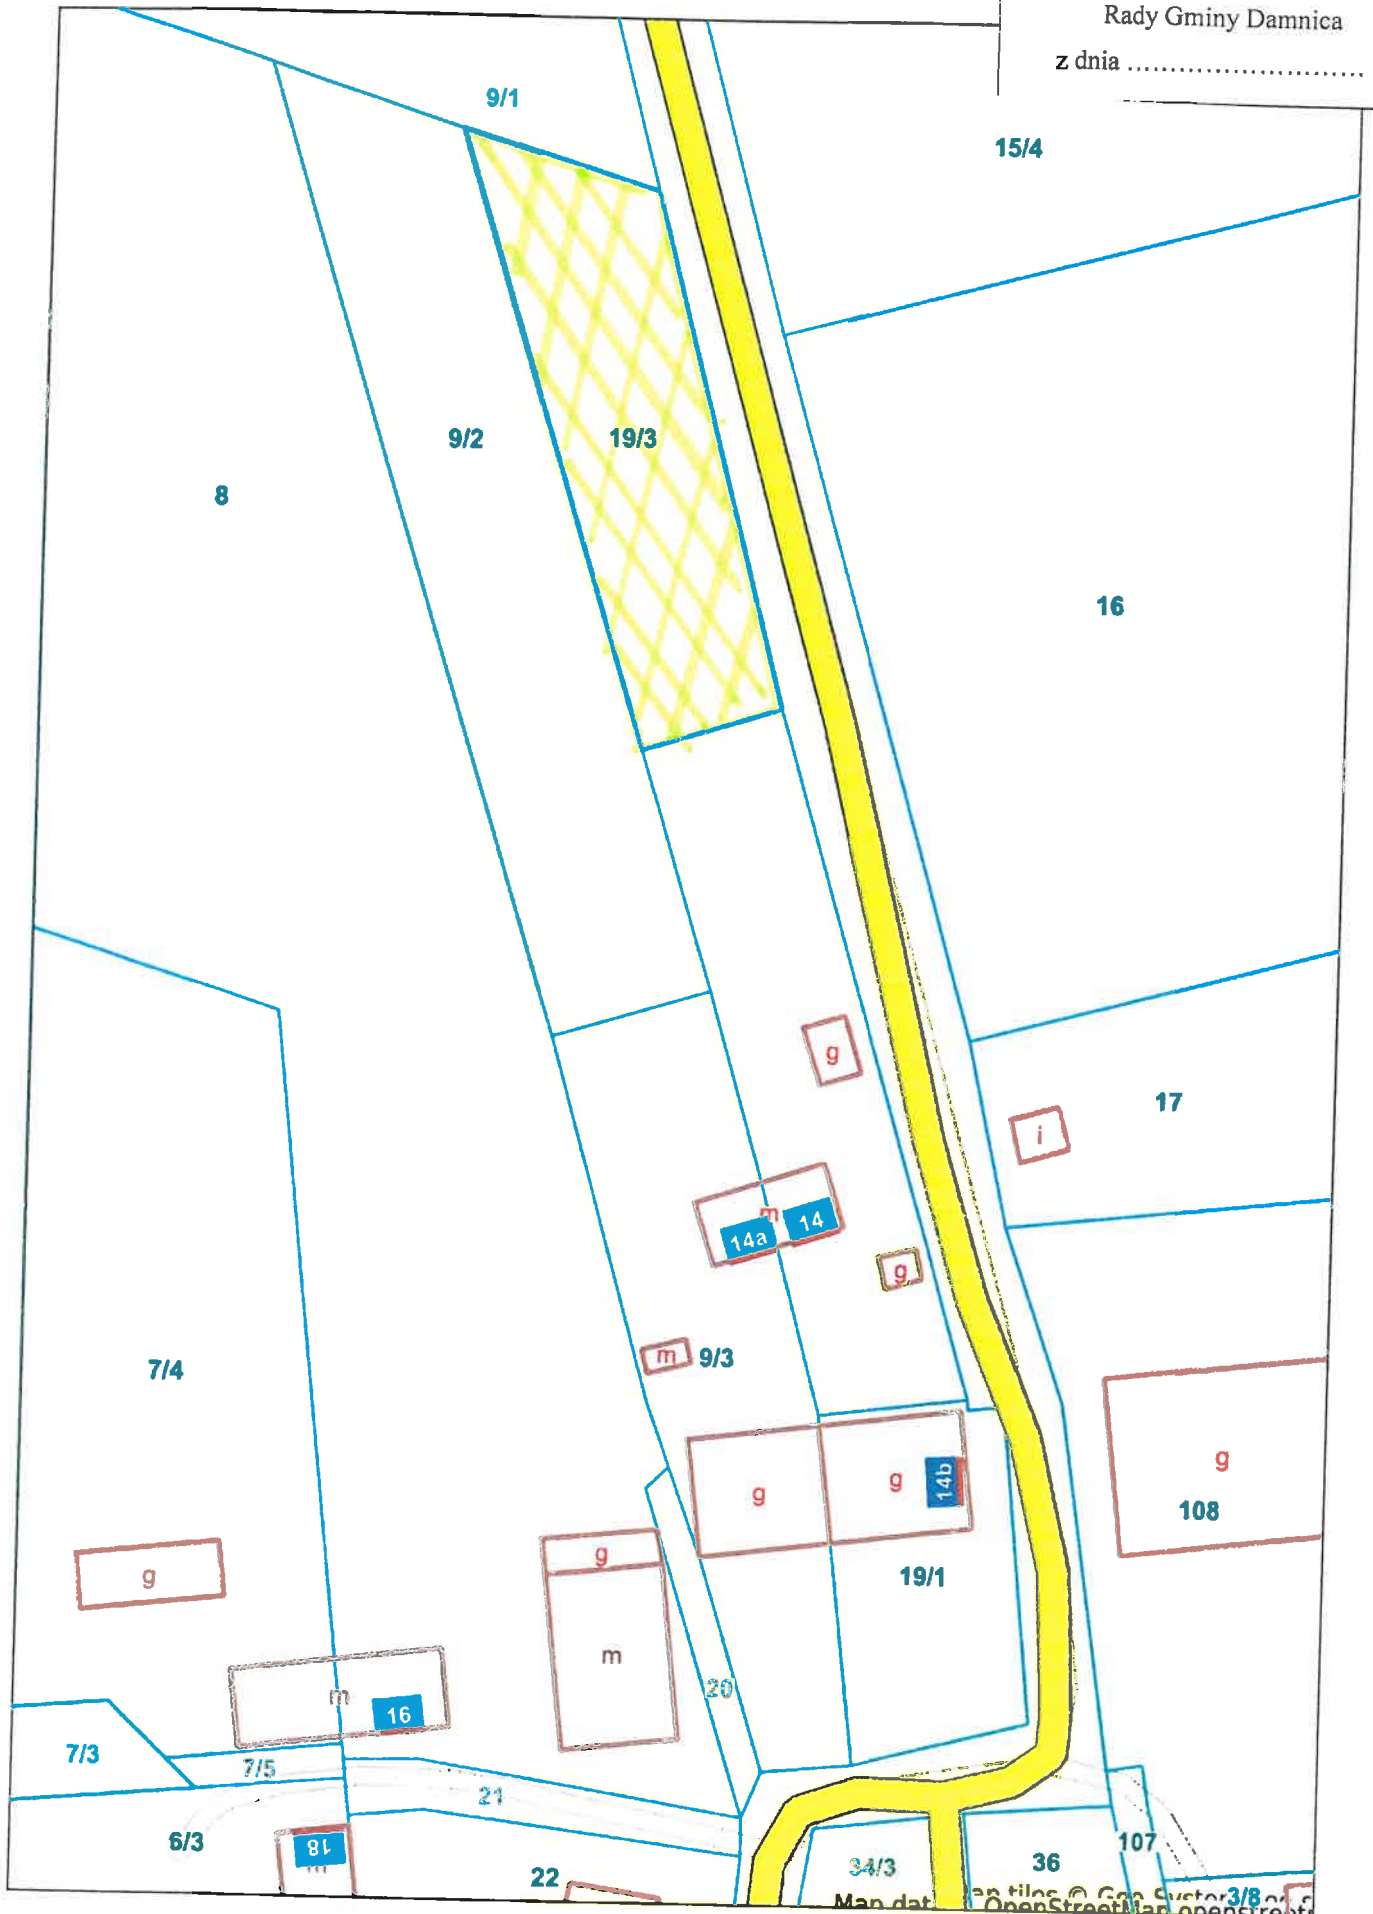 Rady Gminy Damnica
z dnia ............................
9/1
15/4
9/2
19/3
8
16
g
17
i
m
14a
14
g
7/4
m
9/3
g
g
14b
g
108
g
g
19/1
m
m
16
20
7/3
7/5
21
6/3
18
22
34/3
36
107
3/8
Map
OpenStreetMap